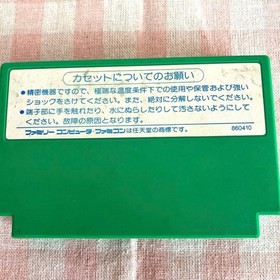 カセットについてのお願い
●精密機器ですので、極端な温度条件下での使用や保管および強い
ショックをさけてください。また、絶対に分解しないでください。
●端子部に手を触れたり、水にぬらしたり汚さないようにして
ください。故障の原因となります。
ファミリーコンピュータ・ファミコンは任天堂の商標です。
860410